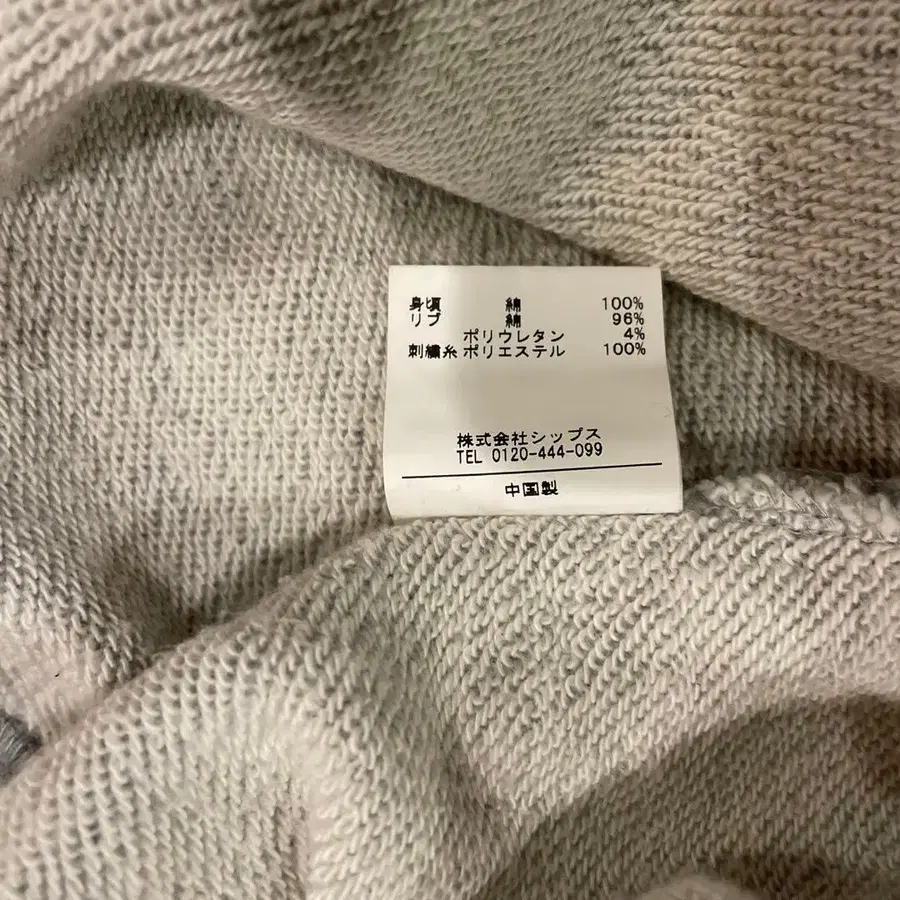 身頃 綿 100%
リブ 綿 96%
ポリウレタン 4%
刺繍糸 ポリエステル 100%
株式会社シップス
TEL 0120-444-099
中国製